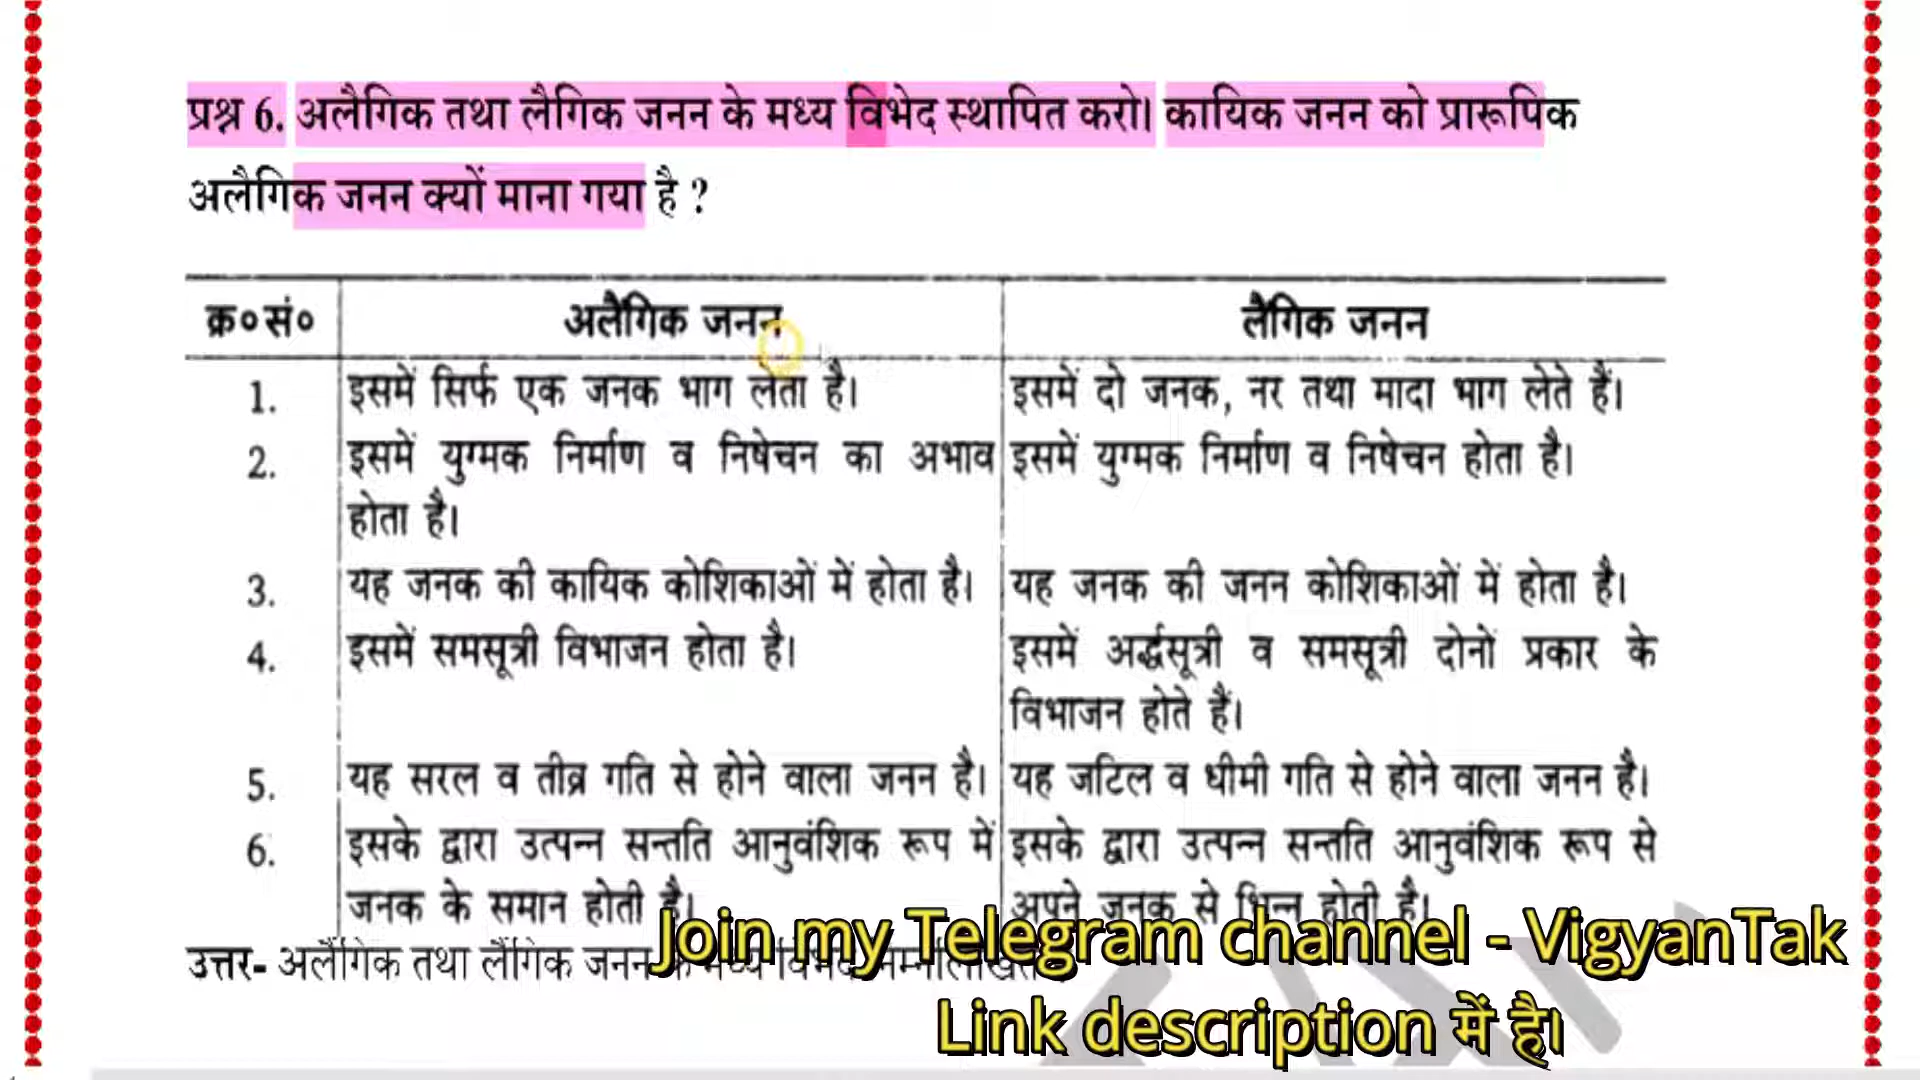 प्रश्न 6. अलैगिक तथा लैगिक जनन के मध्य विभेद स्थापित करो। कायिक जनन को प्रारूपिक
अलैगिक जनन क्यों माना गया है ?
क्र०सं० अलैगिक जनन लैगिक जनन
1. इसमें सिर्फ एक जनक भाग लेता है। इसमें दो जनक, नर तथा मादा भाग लेते हैं।
2. इसमें युग्मक निर्माण व निषेचन का अभाव इसमें युग्मक निर्माण व निषेचन होता है।
होता है।
3. यह जनक की कायिक कोशिकाओं में होता है। यह जनक की जनन कोशिकाओं में होता है।
4. इसमें समसूत्री विभाजन होता है। इसमें अर्द्धसूत्री व समसूत्री दोनों प्रकार के
विभाजन होते हैं।
5. यह सरल व तीव्र गति से होने वाला जनन है। यह जटिल व धीमी गति से होने वाला जनन है।
6. इसके द्वारा उत्पन्न सन्तति आनुवंशिक रूप में इसके द्वारा उत्पन्न सन्तति आनुवंशिक रूप से
जनक के समान होती है। अपने जनक से भिन्न होती है।
उत्तर- अलैंगिक तथा लैंगिक जनन के मध्य विभेद
Join my Telegram channel - VigyanTak
Link description में है।